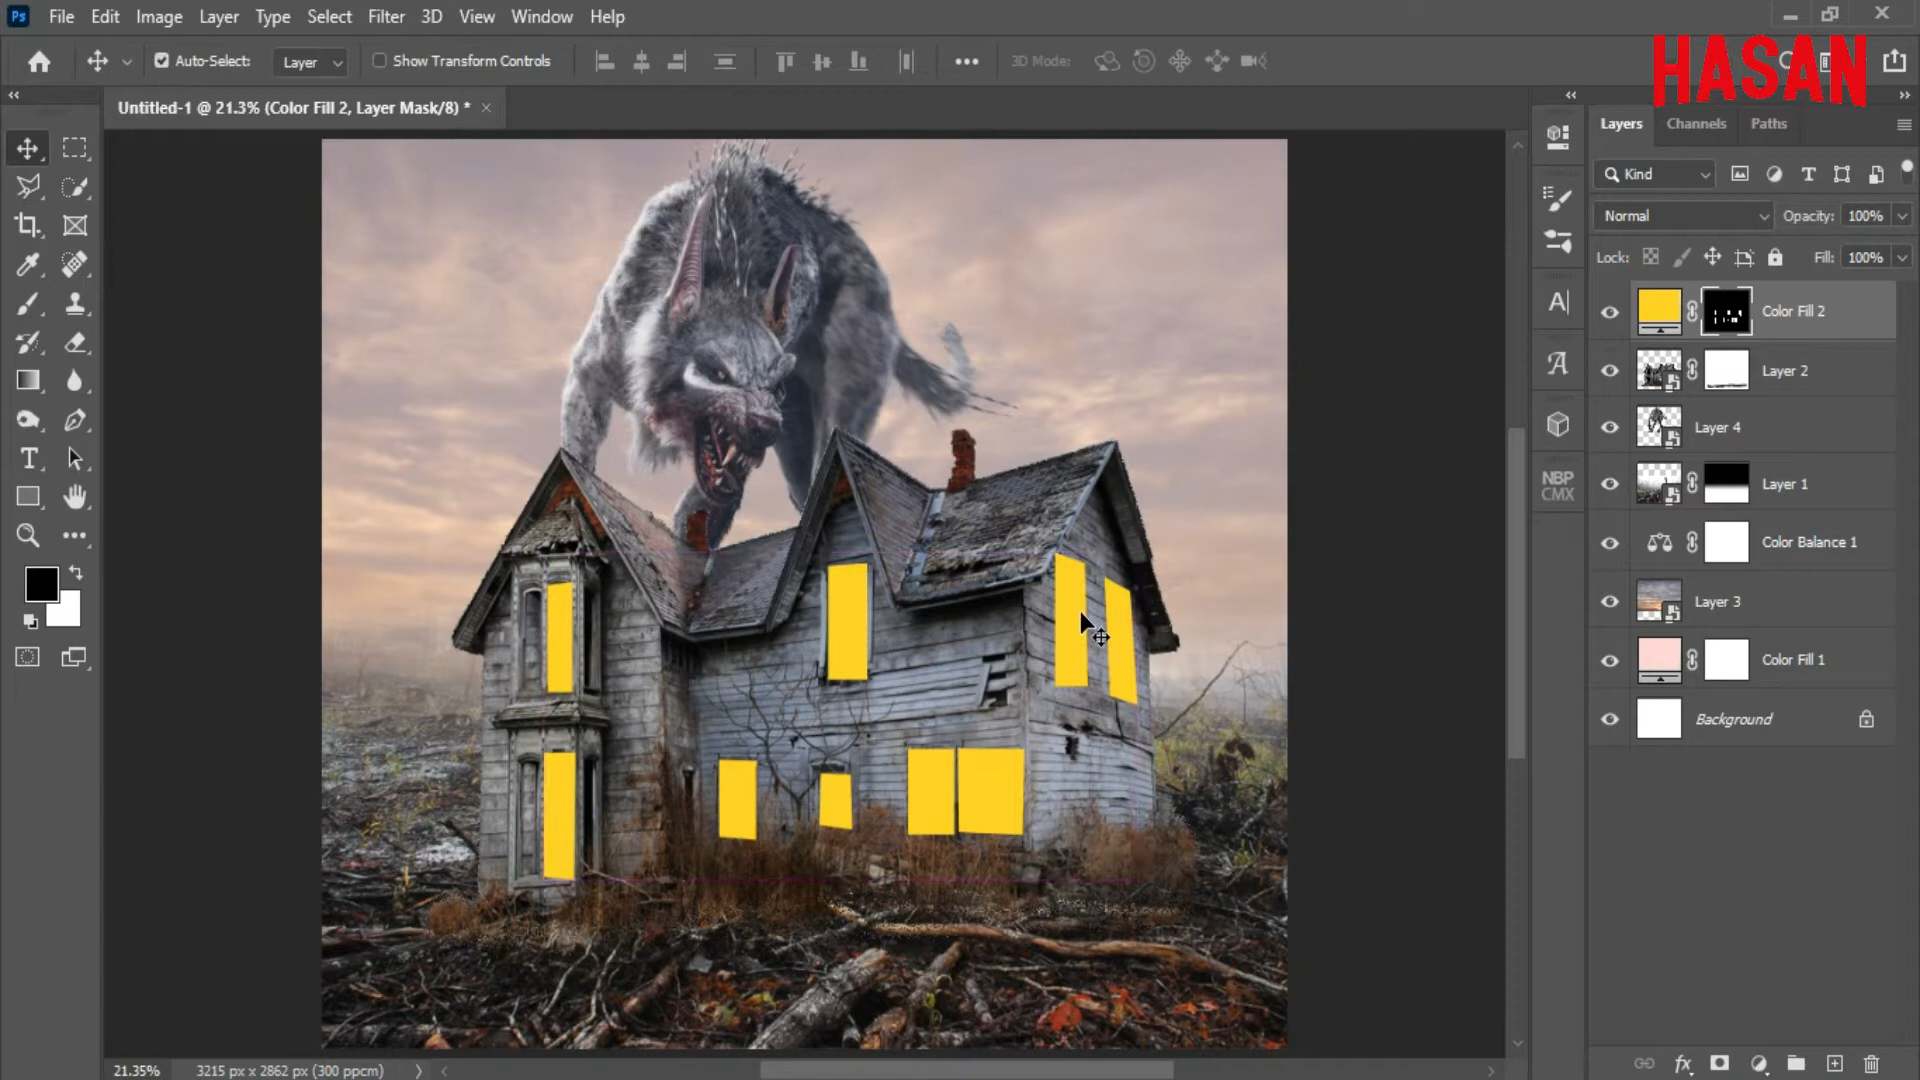 Ps File Edit Image Layer Type Select Filter 3D View Window Help
Auto-Select: Layer Show Transform Controls 3D Mode:
HASAN
Untitled-1 @ 21.3% (Color Fill 2, Layer Mask/8) *
Layers Channels Paths
Kind
Normal Opacity: 100%
Lock: Fill: 100%
Color Fill 2
Layer 2
Layer 4
Layer 1
Color Balance 1
Layer 3
Color Fill 1
Background
NBP
CMX
21.35% 3215 px x 2862 px (300 ppcm)